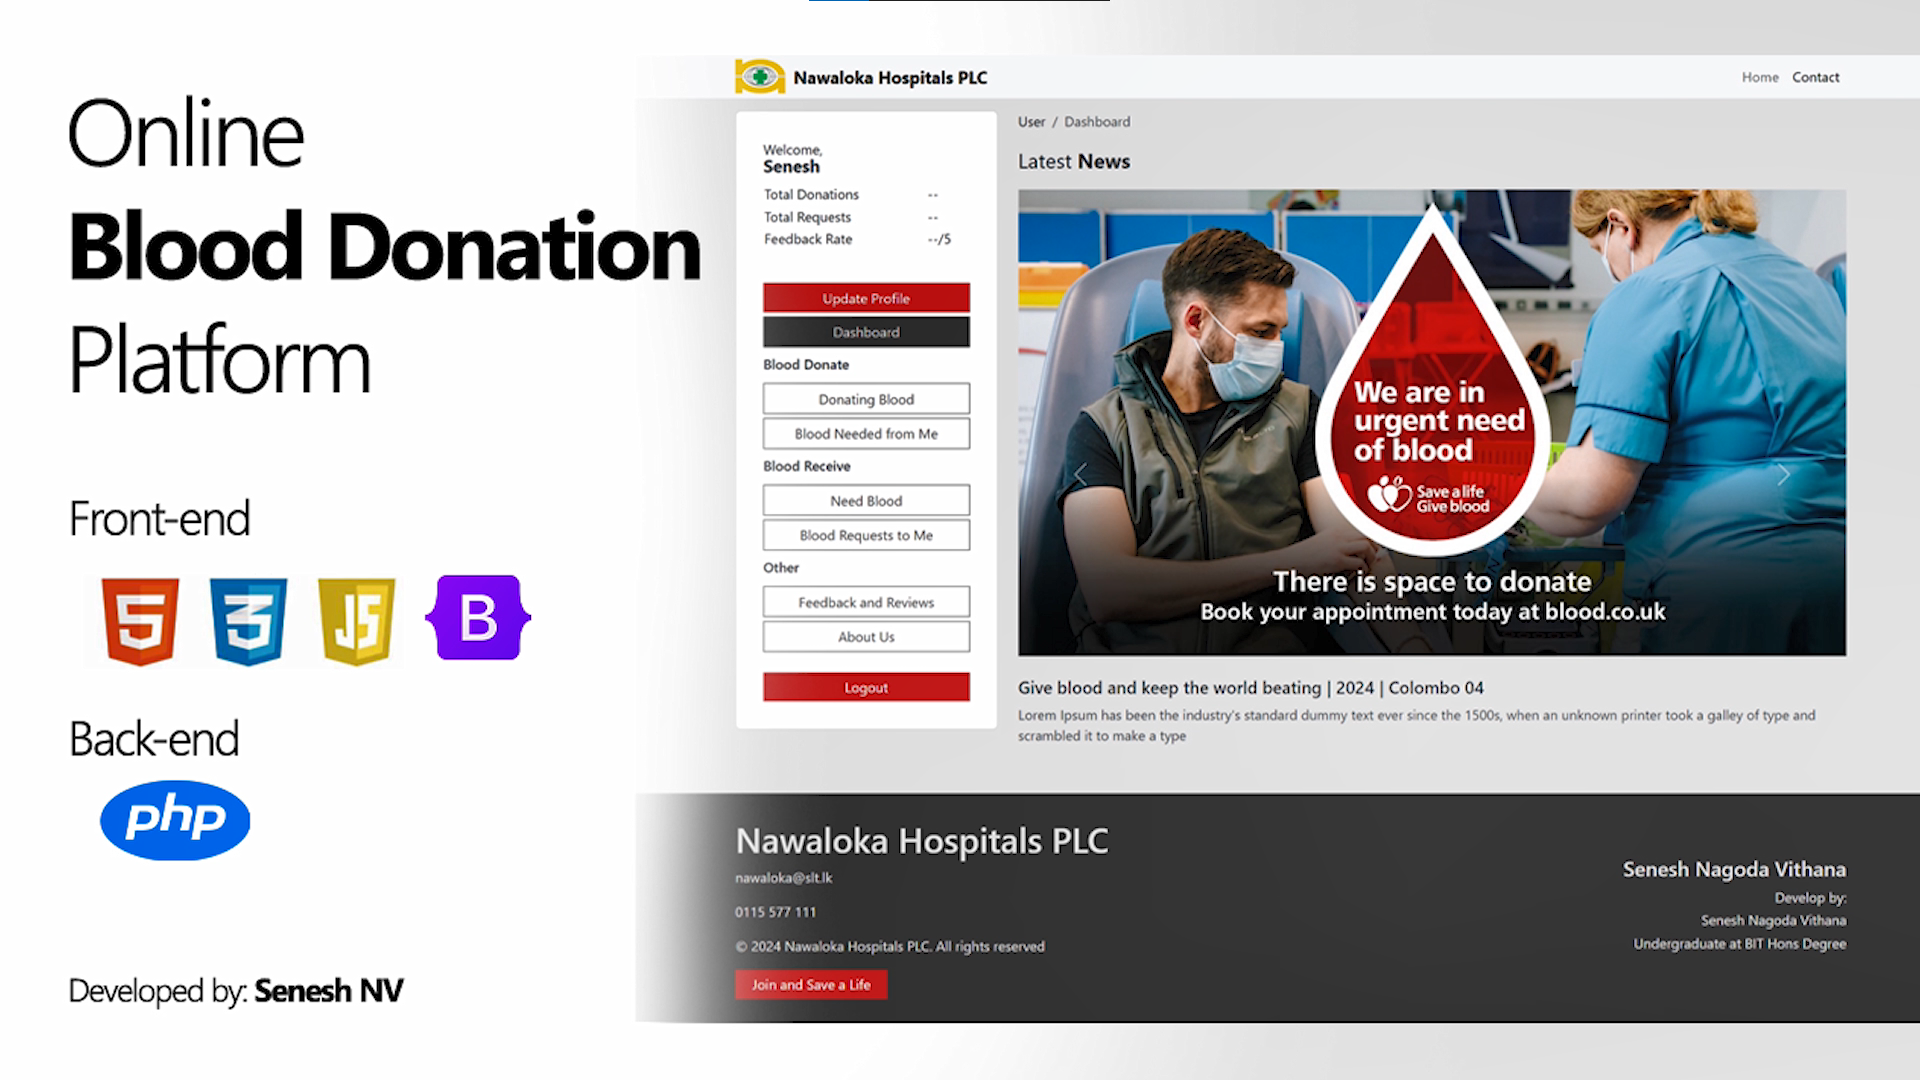 Online
Blood Donation
Platform
Front-end
5 3 JS B
Back-end
php
Developed by: Senesh NV
Nawaloka Hospitals PLC
Home Contact
Welcome,
Senesh
Total Donations --
Total Requests --
Feedback Rate --/5
Update Profile
Dashboard
Blood Donate
Donating Blood
Blood Needed from Me
Blood Receive
Need Blood
Blood Requests to Me
Other
Feedback and Reviews
About Us
Logout
User / Dashboard
Latest News
We are in
urgent need
of blood
Save a life
Give blood
There is space to donate
Book your appointment today at blood.co.uk
Give blood and keep the world beating | 2024 | Colombo 04
Lorem Ipsum has been the industry's standard dummy text ever since the 1500s, when an unknown printer took a galley of type and
scrambled it to make a type
Nawaloka Hospitals PLC
nawaloka@slt.lk
0115 577 111
© 2024 Nawaloka Hospitals PLC. All rights reserved
Join and Save a Life
Senesh Nagoda Vithana
Develop by:
Senesh Nagoda Vithana
Undergraduate at BIT Hons Degree